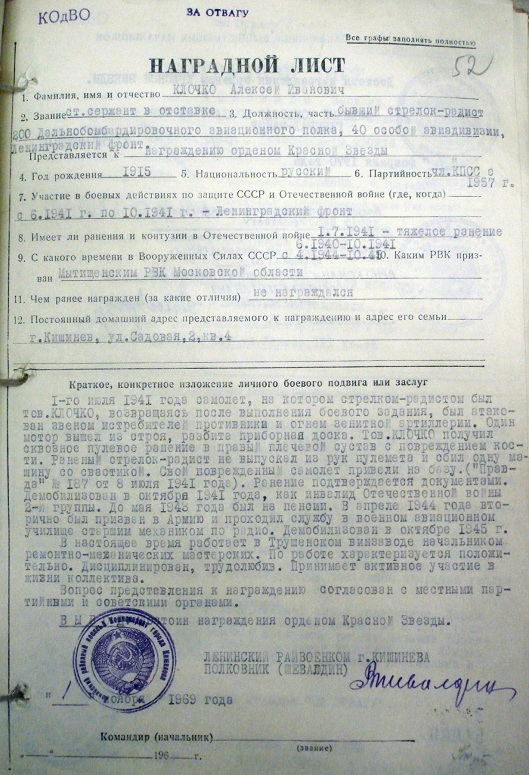 КОдВО
ЗА ОТВАГУ
Все графы заполнять полностью
НАГРАДНОЙ ЛИСТ
52
1. Фамилия, имя и отчество КЛОЧКО Алексей Иванович
2. Звание ст.сержант в отставке 3. Должность, часть бывший стрелок-радист
200 Дальнобомбардировочного авиационного полка, 40 особой авиадивизии,
Ленинградский фронт.
Представляется к награждению орденом Красной Звезды
4. Год рождения 1915 5. Национальность русский 6. Партийность чл.КПСС с
1957 г.
7. Участие в боевых действиях по защите СССР и Отечественной войне (где, когда)
с 6.1941 г. по 10.1941 г. - Ленинградский фронт
8. Имеет ли ранения и контузии в Отечественной войне 1.7.1941 - тяжелое ранение
6.1940-10.1941
9. С какого времени в Вооруженных Силах СССР с 4.1944-10.45 10. Каким РВК приз-
ван Мытищенским РВК Московской области
11. Чем ранее награжден (за какие отличия) не награждался
12. Постоянный домашний адрес представляемого к награждению и адрес его семьи
г.Кишинев, ул.Садовая,2,кв.4
Краткое, конкретное изложение личного боевого подвига или заслуг
I-го июля 1941 года самолет, на котором стрелком-радистом был
тов.КЛОЧКО, возвращаясь после выполнения боевого задания, был атако-
ван звеном истребителей противника и огнем зенитной артиллерии. Один
мотор вышел из строя, разбита приборная доска. Тов.КЛОЧКО получил
сквозное пулевое ранение в правый плечевой сустав с повреждением кос-
ти. Раненый стрелок-радист не выпускал из рук пулемета и сбил одну ма-
шину со свастикой. Свой поврежденный самолет привели на базу.("Прав-
да" № 187 от 8 июля 1941 года). Ранение подтверждается документами.
Демобилизован в октября 1941 года, как инвалид Отечественной войны
2-й группы. До мая 1943 года был на пенсии. В апреле 1944 года вто-
рично был призван в Армию и проходил службу в военном авиационном
училище старшим механиком по радио. Демобилизован в октябре 1945 г.
В настоящее время работает в Трушенском винзаводе начальником
ремонтно-механических мастерских. По работе характеризуется положи-
тельно. Дисциплинирован, трудолюбив. Принимает активное участие в
жизни коллектива.
Вопрос представления к награждению согласован с местными пар-
тийными и советскими органами.
достоин награждения орденом Красной Звезды.
ЛЕНИНСКИЙ РАЙВОЕНКОМ г.КИШИНЕВА
ПОЛКОВНИК (ШЕВАЛДИН)
"1" ноября 1969 года
Командир (начальник)
(звание)
196 г.